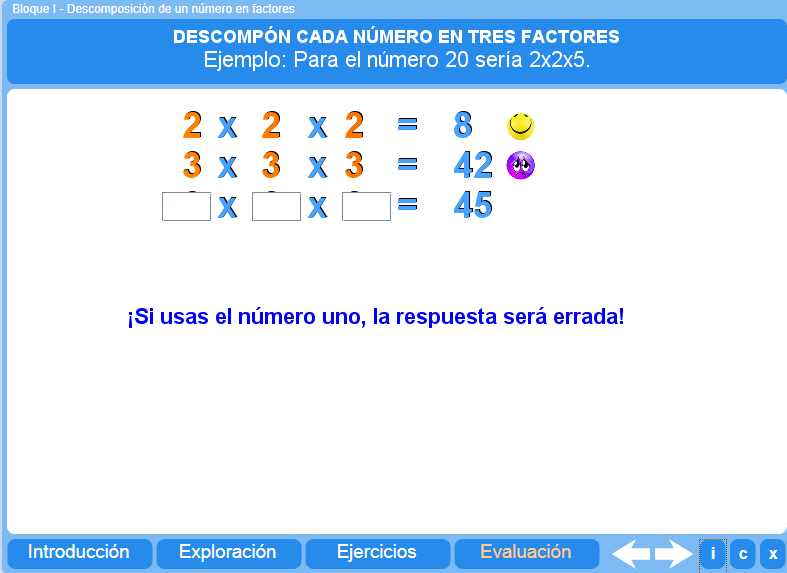 Bloque I - Descomposición de un número en factores
DESCOMPÓN CADA NÚMERO EN TRES FACTORES
Ejemplo: Para el número 20 sería 2x2x5.
2 x 2 x 2 = 8
3 x 3 x 3 = 42
x x = 45
¡Si usas el número uno, la respuesta será errada!
Introducción Exploración Ejercicios Evaluación i c x